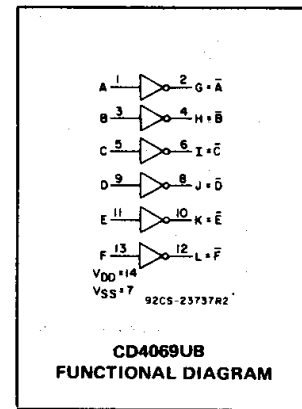 A 1 2 G = A̅
B 3 4 H = B̅
C 5 6 I = C̅
D 9 8 J = D̅
E 11 10 K = E̅
F 13 12 L = F̅
VDD = 14
VSS = 7
92CS-23737R2
CD4069UB
FUNCTIONAL DIAGRAM